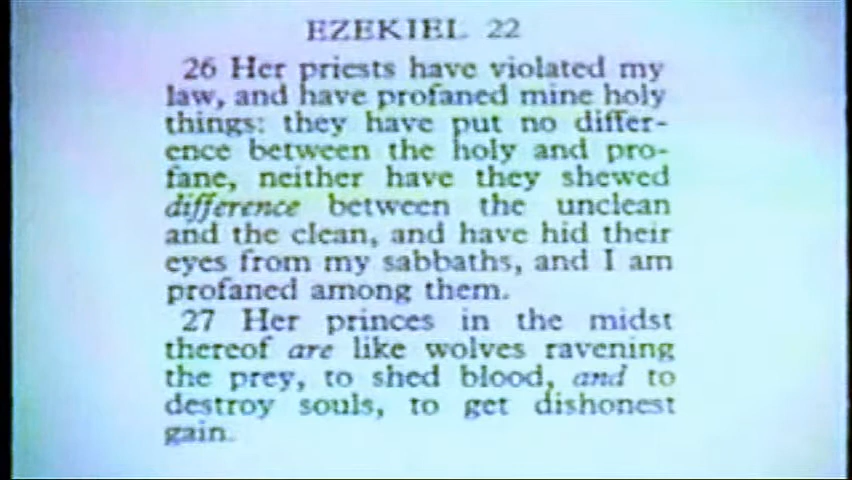 EZEKIEL 22
26 Her priests have violated my
law, and have profaned mine holy
things: they have put no differ-
ence between the holy and pro-
fane, neither have they shewed
difference between the unclean
and the clean, and have hid their
eyes from my sabbaths, and I am
profaned among them.
27 Her princes in the midst
thereof are like wolves ravening
the prey, to shed blood, and to
destroy souls, to get dishonest
gain.